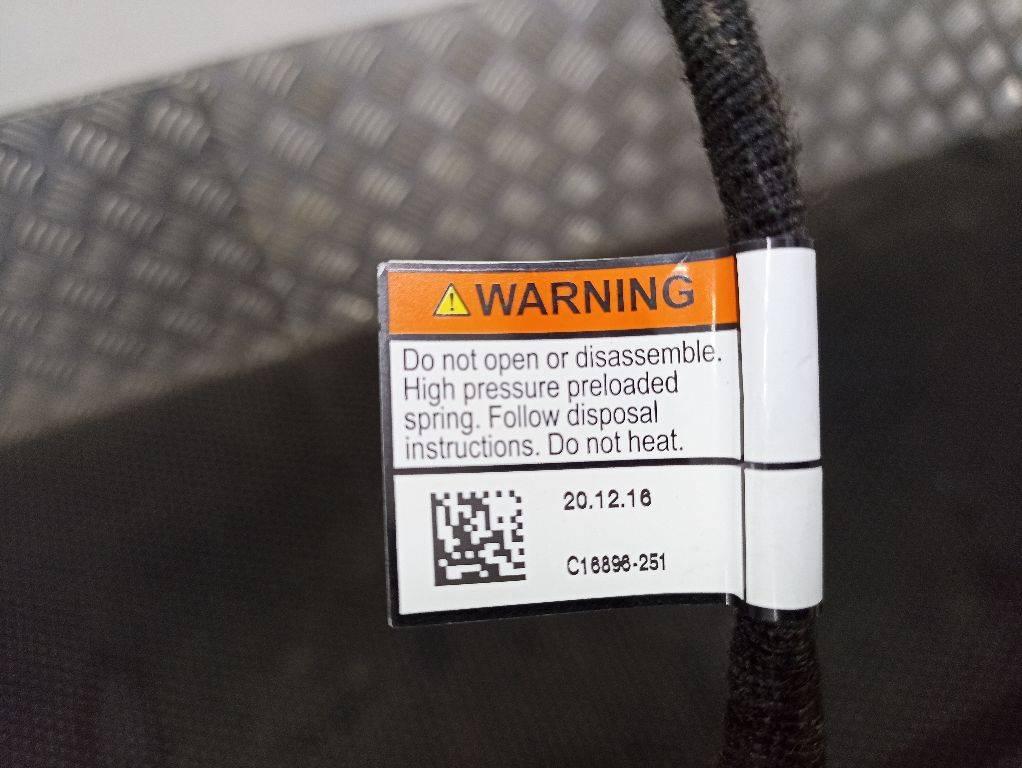 WARNING
Do not open or disassemble.
High pressure preloaded
spring. Follow disposal
instructions. Do not heat.
20.12.16
C16896-251